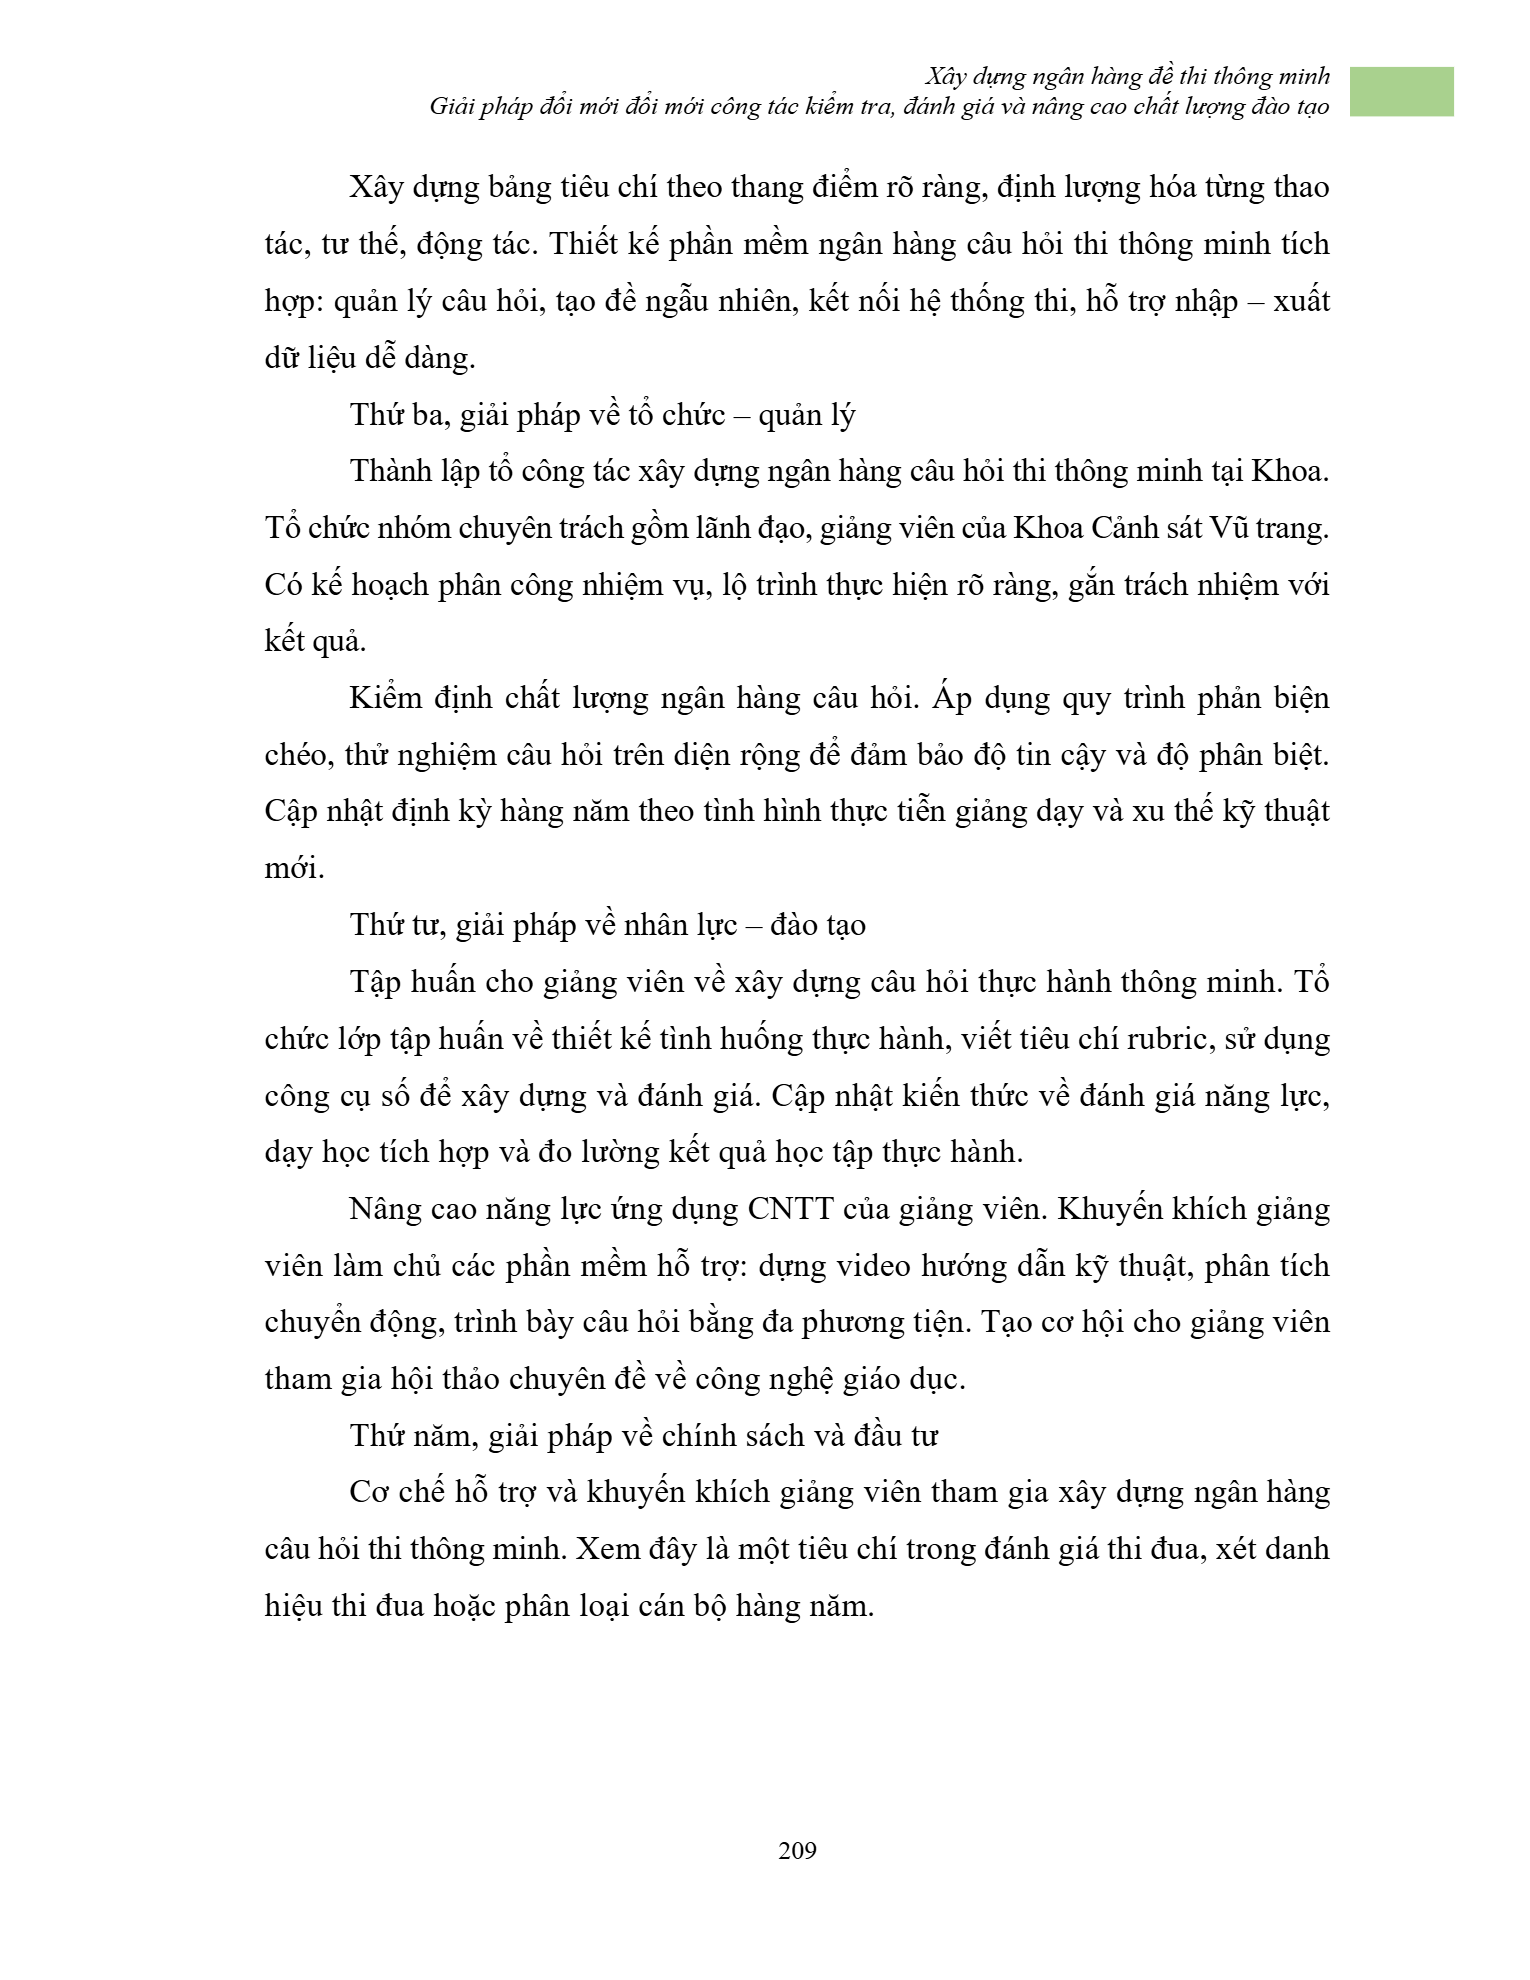 Xây dựng ngân hàng đề thi thông minh
Giải pháp đổi mới đổi mới công tác kiểm tra, đánh giá và nâng cao chất lượng đào tạo
Xây dựng bảng tiêu chí theo thang điểm rõ ràng, định lượng hóa từng thao
tác, tư thế, động tác. Thiết kế phần mềm ngân hàng câu hỏi thi thông minh tích
hợp: quản lý câu hỏi, tạo đề ngẫu nhiên, kết nối hệ thống thi, hỗ trợ nhập – xuất
dữ liệu dễ dàng.
Thứ ba, giải pháp về tổ chức – quản lý
Thành lập tổ công tác xây dựng ngân hàng câu hỏi thi thông minh tại Khoa.
Tổ chức nhóm chuyên trách gồm lãnh đạo, giảng viên của Khoa Cảnh sát Vũ trang.
Có kế hoạch phân công nhiệm vụ, lộ trình thực hiện rõ ràng, gắn trách nhiệm với
kết quả.
Kiểm định chất lượng ngân hàng câu hỏi. Áp dụng quy trình phản biện
chéo, thử nghiệm câu hỏi trên diện rộng để đảm bảo độ tin cậy và độ phân biệt.
Cập nhật định kỳ hàng năm theo tình hình thực tiễn giảng dạy và xu thế kỹ thuật
mới.
Thứ tư, giải pháp về nhân lực – đào tạo
Tập huấn cho giảng viên về xây dựng câu hỏi thực hành thông minh. Tổ
chức lớp tập huấn về thiết kế tình huống thực hành, viết tiêu chí rubric, sử dụng
công cụ số để xây dựng và đánh giá. Cập nhật kiến thức về đánh giá năng lực,
dạy học tích hợp và đo lường kết quả học tập thực hành.
Nâng cao năng lực ứng dụng CNTT của giảng viên. Khuyến khích giảng
viên làm chủ các phần mềm hỗ trợ: dựng video hướng dẫn kỹ thuật, phân tích
chuyển động, trình bày câu hỏi bằng đa phương tiện. Tạo cơ hội cho giảng viên
tham gia hội thảo chuyên đề về công nghệ giáo dục.
Thứ năm, giải pháp về chính sách và đầu tư
Cơ chế hỗ trợ và khuyến khích giảng viên tham gia xây dựng ngân hàng
câu hỏi thi thông minh. Xem đây là một tiêu chí trong đánh giá thi đua, xét danh
hiệu thi đua hoặc phân loại cán bộ hàng năm.
209